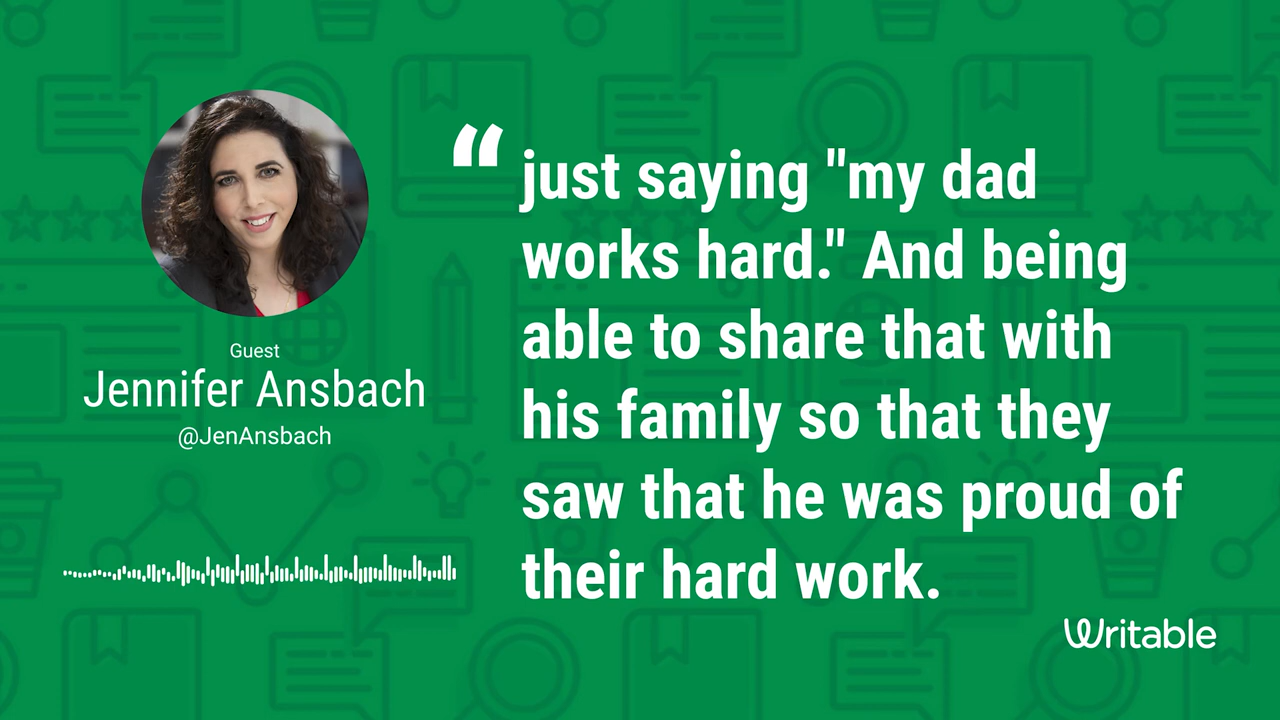 Guest
Jennifer Ansbach
@JenAnsbach
“ just saying "my dad
works hard." And being
able to share that with
his family so that they
saw that he was proud of
their hard work.
Writable